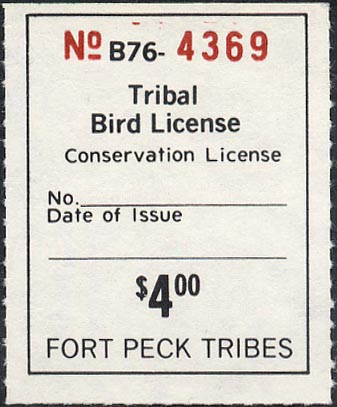 Nº B76- 4369
Tribal
Bird License
Conservation License
No.
Date of Issue
$4.00
FORT PECK TRIBES